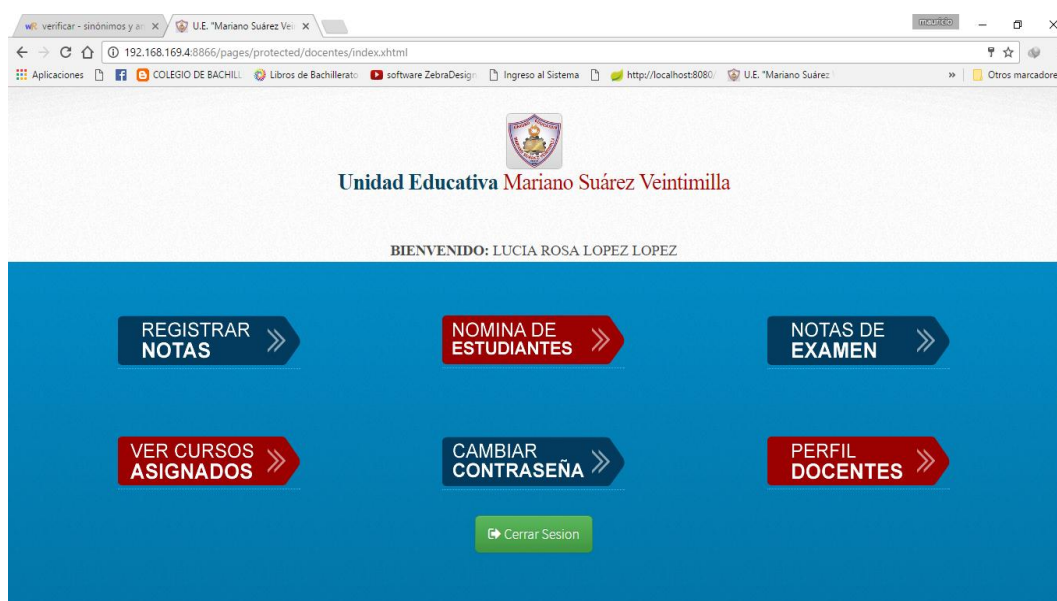 verificar - sinónimos y an
U.E. "Mariano Suárez Vei
mauricio
192.168.169.4:8866/pages/protected/docentes/index.xhtml
Aplicaciones
COLEGIO DE BACHILL
Libros de Bachillerato
software ZebraDesign
Ingreso al Sistema
http://localhost:8080/
U.E. "Mariano Suárez
»
Otros marcadores
Unidad Educativa Mariano Suárez Veintimilla
BIENVENIDO: LUCIA ROSA LOPEZ LOPEZ
REGISTRAR
NOTAS
NOMINA DE
ESTUDIANTES
NOTAS DE
EXAMEN
VER CURSOS
ASIGNADOS
CAMBIAR
CONTRASEÑA
PERFIL
DOCENTES
Cerrar Sesion